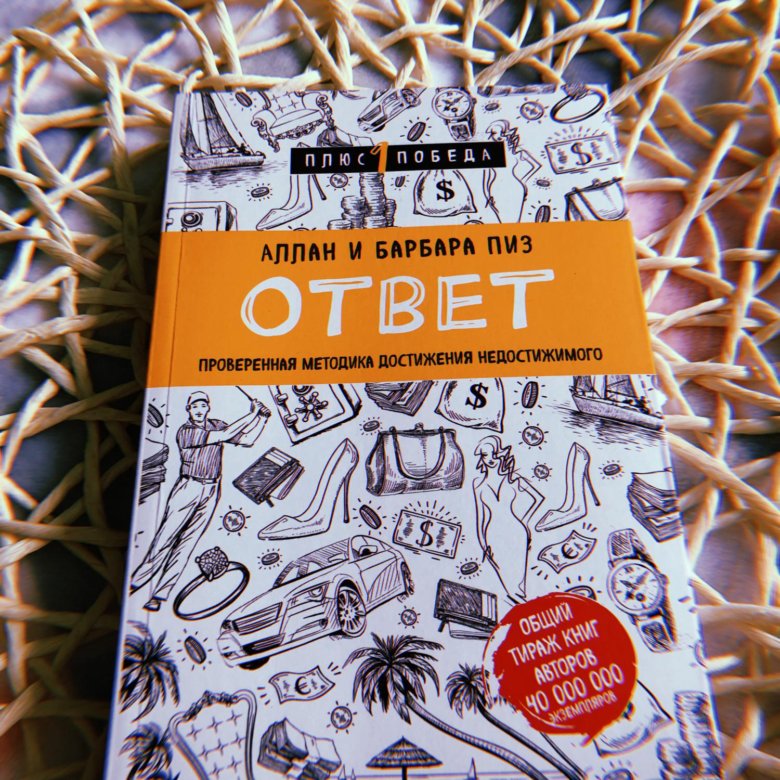 ПЛЮС 1 ПОБЕДА
АЛЛАН И БАРБАРА ПИЗ
ОТВЕТ
ПРОВЕРЕННАЯ МЕТОДИКА ДОСТИЖЕНИЯ НЕДОСТИЖИМОГО
ОБЩИЙ
ТИРАЖ КНИГ
АВТОРОВ
40 000 000
ЭКЗЕМПЛЯРОВ